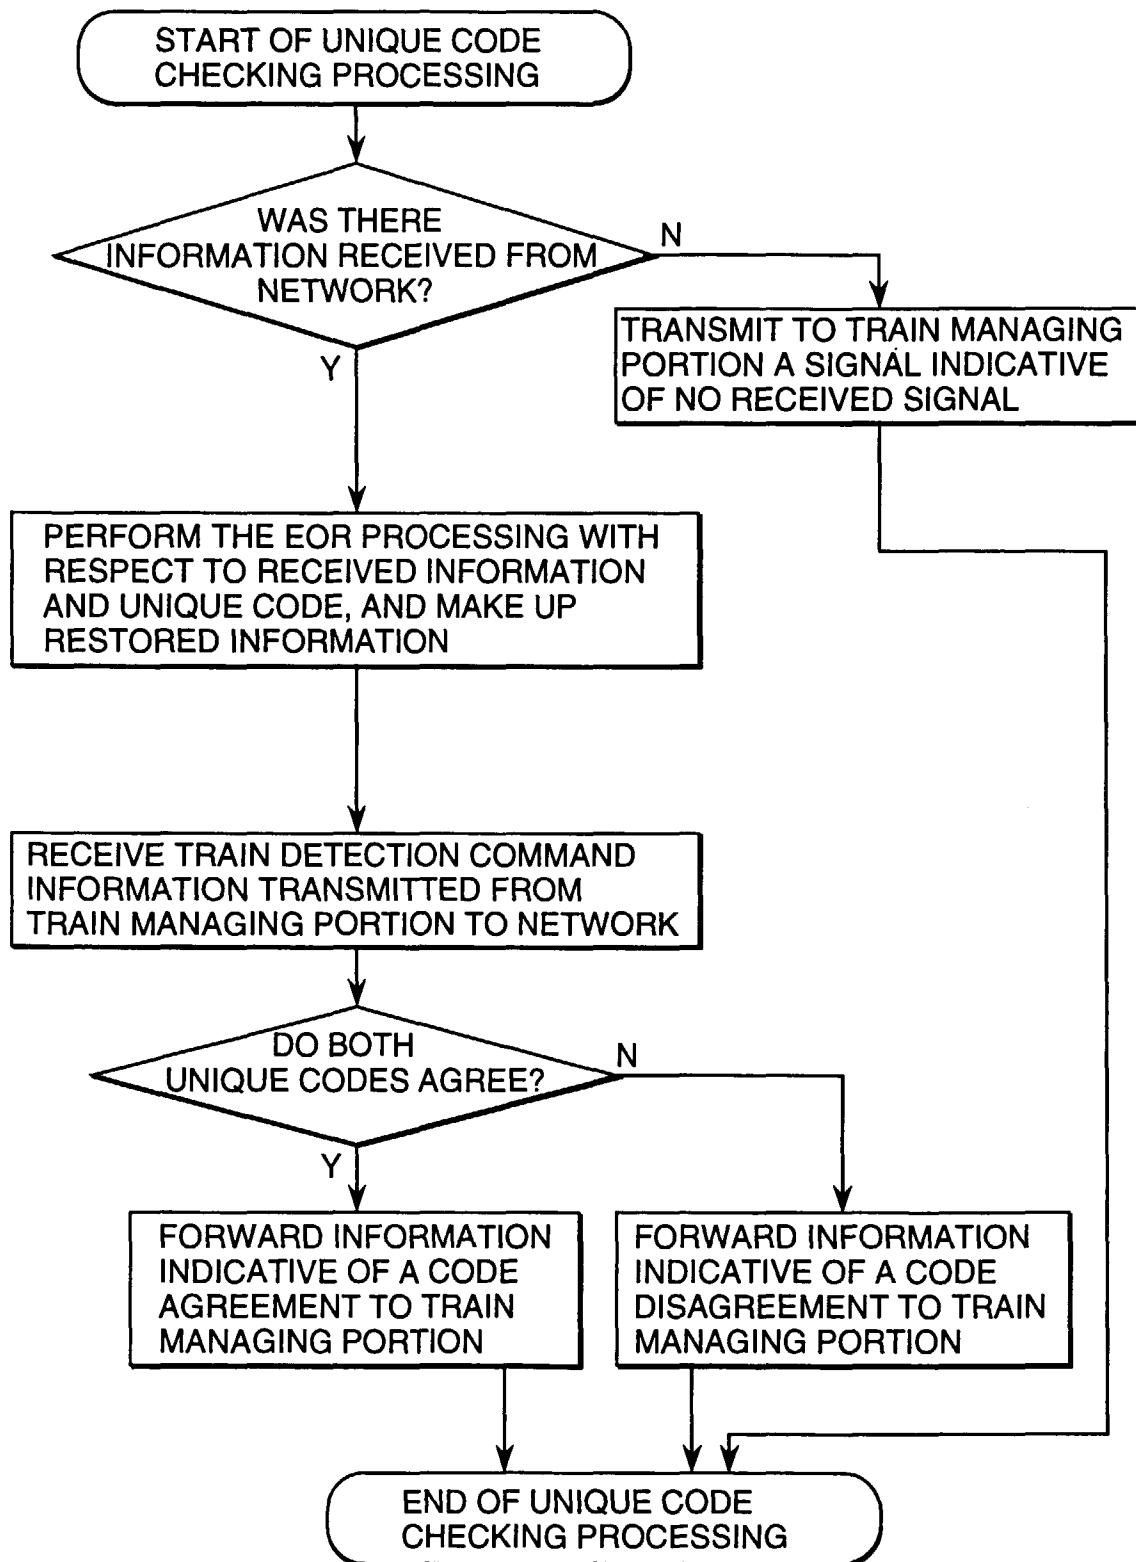 START OF UNIQUE CODE
CHECKING PROCESSING
WAS THERE
INFORMATION RECEIVED FROM
NETWORK?
N
Y
TRANSMIT TO TRAIN MANAGING
PORTION A SIGNAL INDICATIVE
OF NO RECEIVED SIGNAL
PERFORM THE EOR PROCESSING WITH
RESPECT TO RECEIVED INFORMATION
AND UNIQUE CODE, AND MAKE UP
RESTORED INFORMATION
RECEIVE TRAIN DETECTION COMMAND
INFORMATION TRANSMITTED FROM
TRAIN MANAGING PORTION TO NETWORK
DO BOTH
UNIQUE CODES AGREE?
N
Y
FORWARD INFORMATION
INDICATIVE OF A CODE
AGREEMENT TO TRAIN
MANAGING PORTION
FORWARD INFORMATION
INDICATIVE OF A CODE
DISAGREEMENT TO TRAIN
MANAGING PORTION
END OF UNIQUE CODE
CHECKING PROCESSING